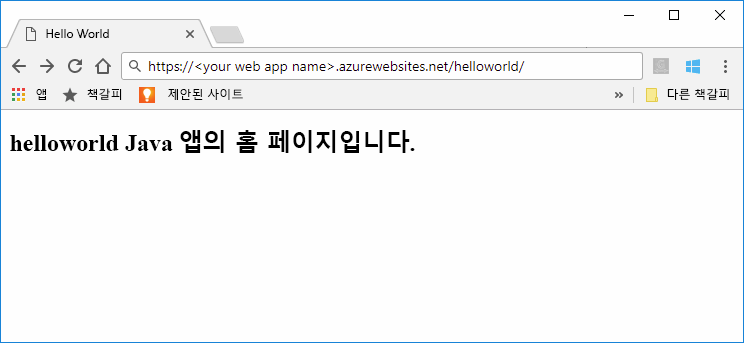 Hello World
https://<your web app name>.azurewebsites.net/helloworld/
앱 책갈피 제안된 사이트 » 다른 책갈피
helloworld Java 앱의 홈 페이지입니다.